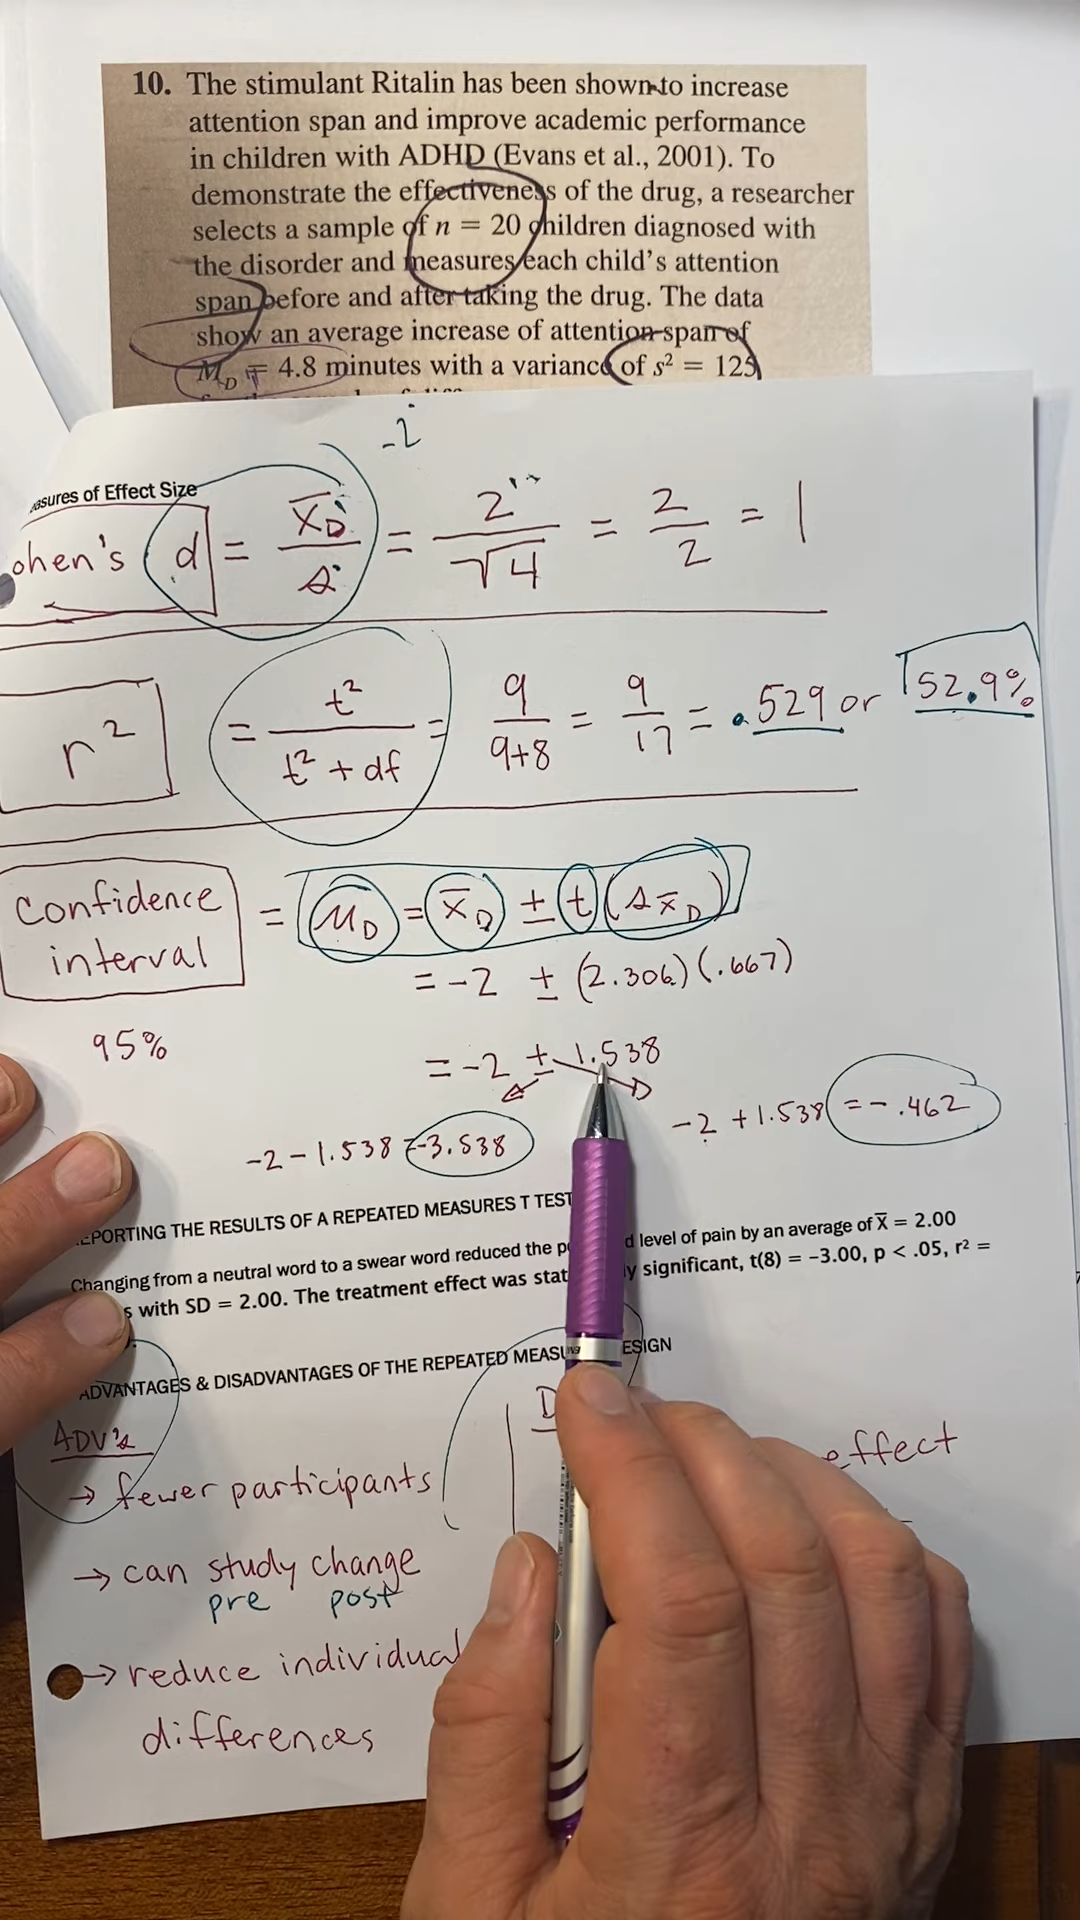 10. The stimulant Ritalin has been shown to increase
attention span and improve academic performance
in children with ADHD (Evans et al., 2001). To
demonstrate the effectiveness of the drug, a researcher
selects a sample of n = 20 children diagnosed with
the disorder and measures each child's attention
span before and after taking the drug. The data
show an average increase of attention span of
M_D = 4.8 minutes with a variance of s² = 125
-2
asures of Effect Size
ohen's d = X̄_D / s = 2 / √4 = 2 / 2 = 1
r² = t² / t² + df = 9 / 9+8 = 9 / 17 = .529 or 52.9%
Confidence interval = μ_D = X̄_D ± t (s_X̄_D)
= -2 ± (2.306)(.667)
95%
= -2 ± 1.538
-2 + 1.538 = -.462
-2 - 1.538 = -3.538
PORTING THE RESULTS OF A REPEATED MEASURES T TEST
Changing from a neutral word to a swear word reduced the d level of pain by an average of X̄ = 2.00
s with SD = 2.00. The treatment effect was stat y significant, t(8) = -3.00, p < .05, r² =
ADVANTAGES & DISADVANTAGES OF THE REPEATED MEASU ESIGN
ADV's
D
→ fewer participants
effect
→ can study change
pre post
→ reduce individual
differences